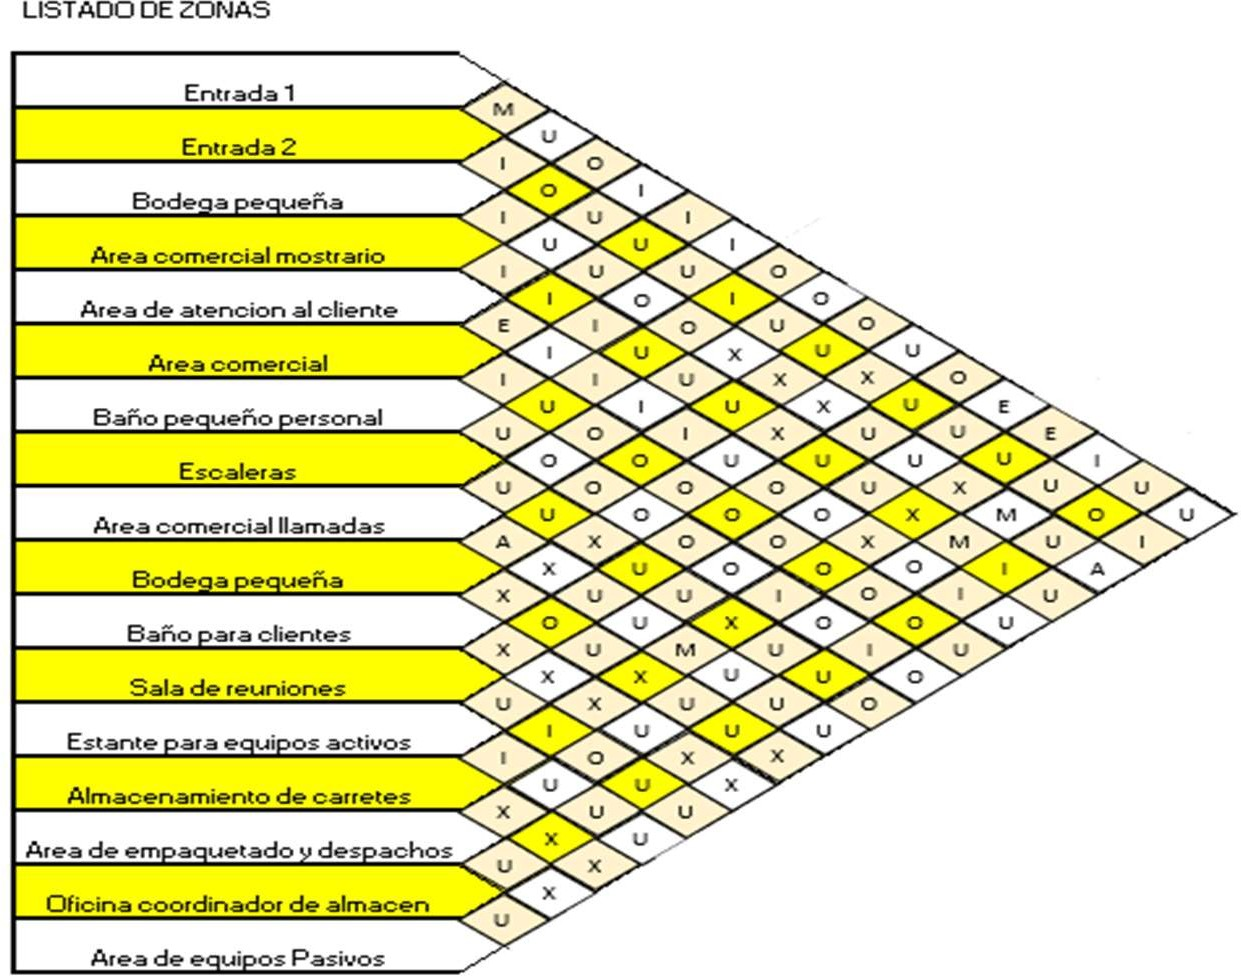 LISTADO DE ZONAS
Entrada 1
M
U
Entrada 2
I O
O I
Bodega pequeña
I U I
U U I
Area comercial mostrario
I U U O
I O I O
Area de atencion al cliente
E I O U O
I U X U U
Area comercial
I I U X X O
U I U X U E
Baño pequeño personal
U O I X U U E
O O U U U U I
Escaleras
U O O O U X U U
U O O O X M O U
Area comercial llamadas
A X O O X M U I
X U O O O I A
Bodega pequeña
X U U I O I U
O U X O O U
Baño para clientes
X U M U I U
X X U U O
Sala de reuniones
U X U U O
I U U U
Estante para equipos activos
I O X X
U U X
Almacenamiento de carretes
X U U
X U
Area de empaquetado y despachos
U X
X
Oficina coordinador de almacen
U
Area de equipos Pasivos